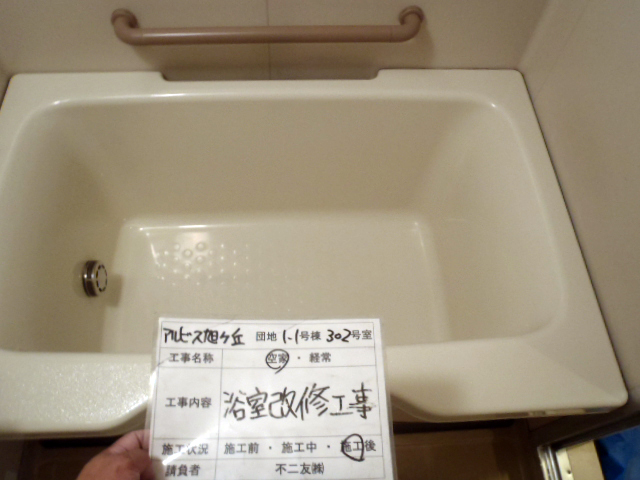 アルビス旭ヶ丘 団地 1-1号棟 302号室
工事名称 空家・経常
工事内容 浴室改修工事
施工状況 施工前・施工中・施工後
請負者 不二友㈱